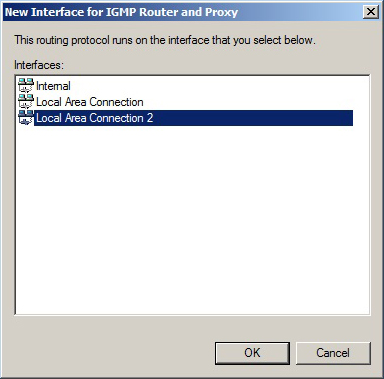 New Interface for IGMP Router and Proxy
This routing protocol runs on the interface that you select below.
Interfaces:
Internal
Local Area Connection
Local Area Connection 2
OK Cancel